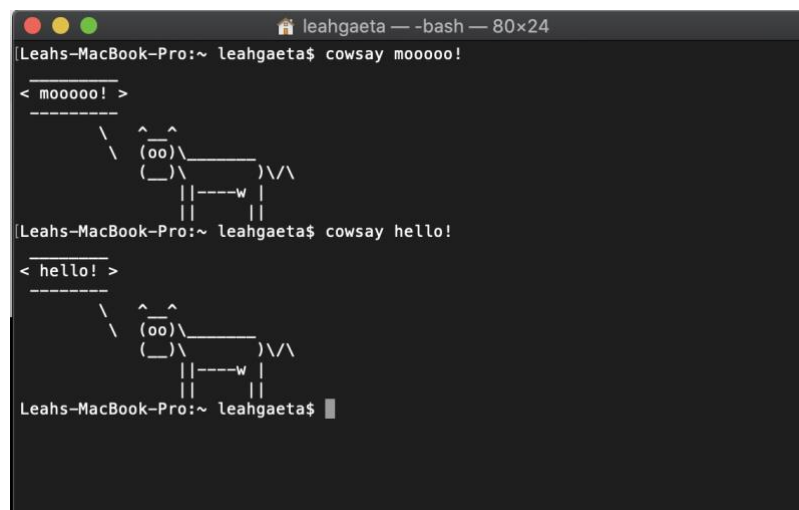 leahgaeta — -bash — 80×24
[Leahs-MacBook-Pro:~ leahgaeta$ cowsay mooooo!
 _________
< mooooo! >
 ---------
        \   ^__^
         \  (oo)\_______
            (__)\       )\/\
                ||----w |
                ||     ||
[Leahs-MacBook-Pro:~ leahgaeta$ cowsay hello!
 ________
< hello! >
 --------
        \   ^__^
         \  (oo)\_______
            (__)\       )\/\
                ||----w |
                ||     ||
Leahs-MacBook-Pro:~ leahgaeta$